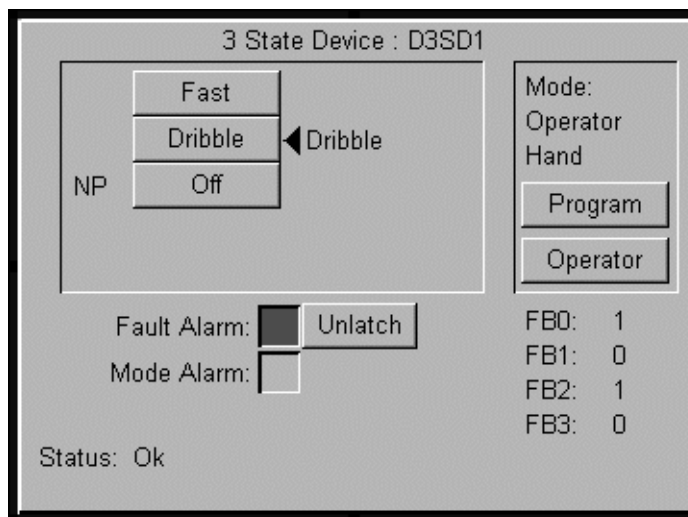 3 State Device : D3SD1
Fast
Dribble
Dribble
NP
Off
Mode:
Operator
Hand
Program
Operator
Fault Alarm:
Unlatch
Mode Alarm:
FB0: 1
FB1: 0
FB2: 1
FB3: 0
Status: Ok